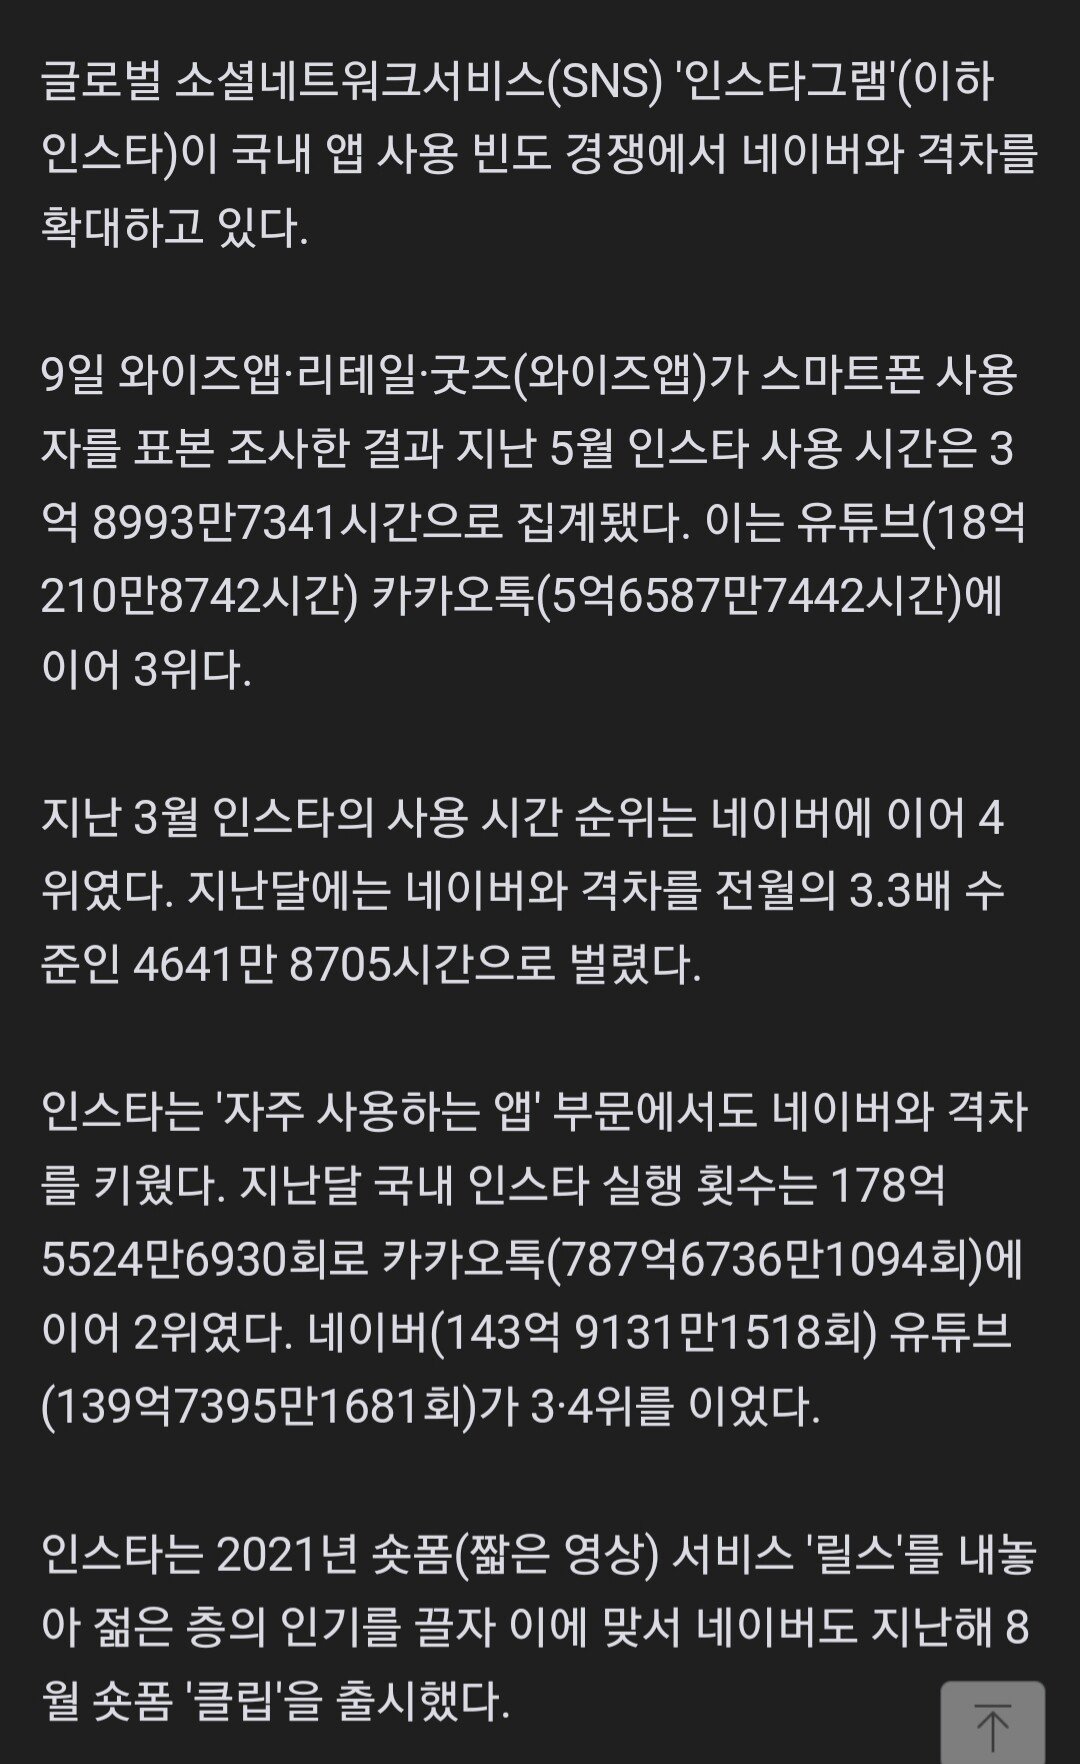 글로벌 소셜네트워크서비스(SNS) '인스타그램'(이하
인스타)이 국내 앱 사용 빈도 경쟁에서 네이버와 격차를
확대하고 있다.
9일 와이즈앱·리테일·굿즈(와이즈앱)가 스마트폰 사용
자를 표본 조사한 결과 지난 5월 인스타 사용 시간은 3
억 8993만7341시간으로 집계됐다. 이는 유튜브(18억
210만8742시간) 카카오톡(5억6587만7442시간)에
이어 3위다.
지난 3월 인스타의 사용 시간 순위는 네이버에 이어 4
위였다. 지난달에는 네이버와 격차를 전월의 3.3배 수
준인 4641만 8705시간으로 벌렸다.
인스타는 '자주 사용하는 앱' 부문에서도 네이버와 격차
를 키웠다. 지난달 국내 인스타 실행 횟수는 178억
5524만6930회로 카카오톡(787억6736만1094회)에
이어 2위였다. 네이버(143억 9131만1518회) 유튜브
(139억7395만1681회)가 3·4위를 이었다.
인스타는 2021년 숏폼(짧은 영상) 서비스 '릴스'를 내놓
아 젊은 층의 인기를 끌자 이에 맞서 네이버도 지난해 8
월 숏폼 '클립'을 출시했다.